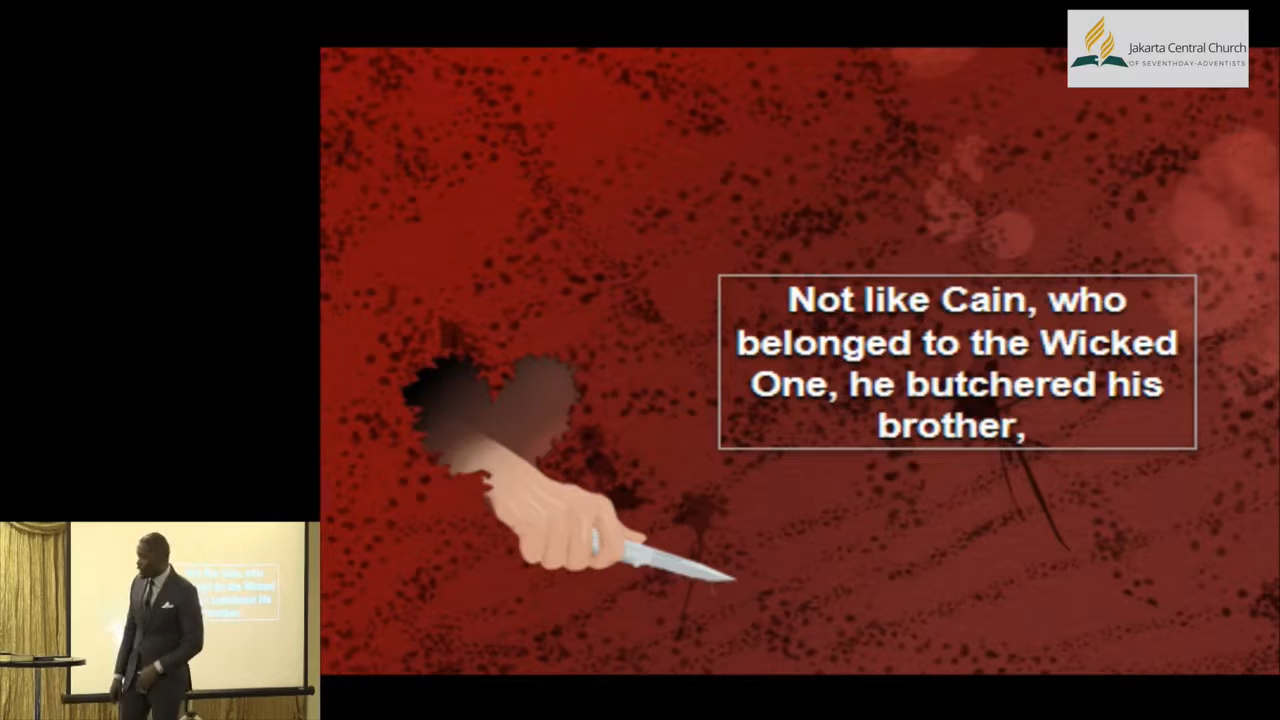 Jakarta Central Church
OF SEVENTHDAY-ADVENTISTS
Not like Cain, who
belonged to the Wicked
One, he butchered his
brother,